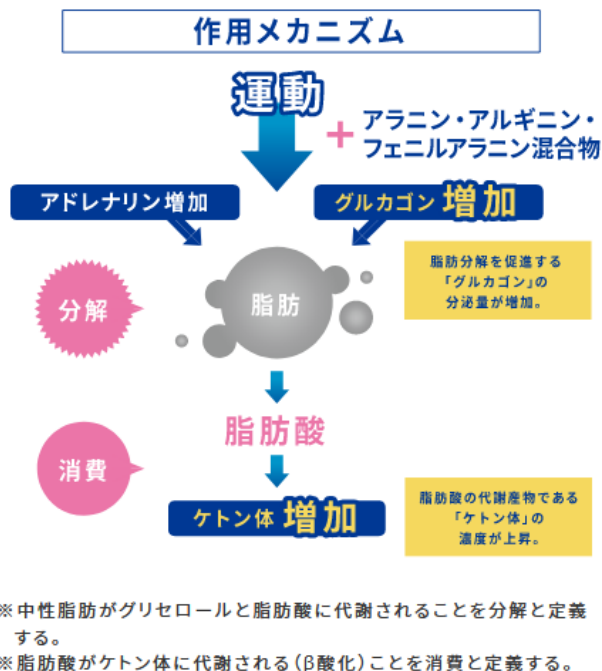 作用メカニズム
運動
+ アラニン・アルギニン・
フェニルアラニン混合物
アドレナリン増加
グルカゴン 増加
脂肪分解を促進する
「グルカゴン」の
分泌量が増加。
分解
脂肪
脂肪酸
消費
ケトン体 増加
脂肪酸の代謝産物である
「ケトン体」の
濃度が上昇。
※中性脂肪がグリセロールと脂肪酸に代謝されることを分解と定義
する。
※脂肪酸がケトン体に代謝される(β酸化)ことを消費と定義する。